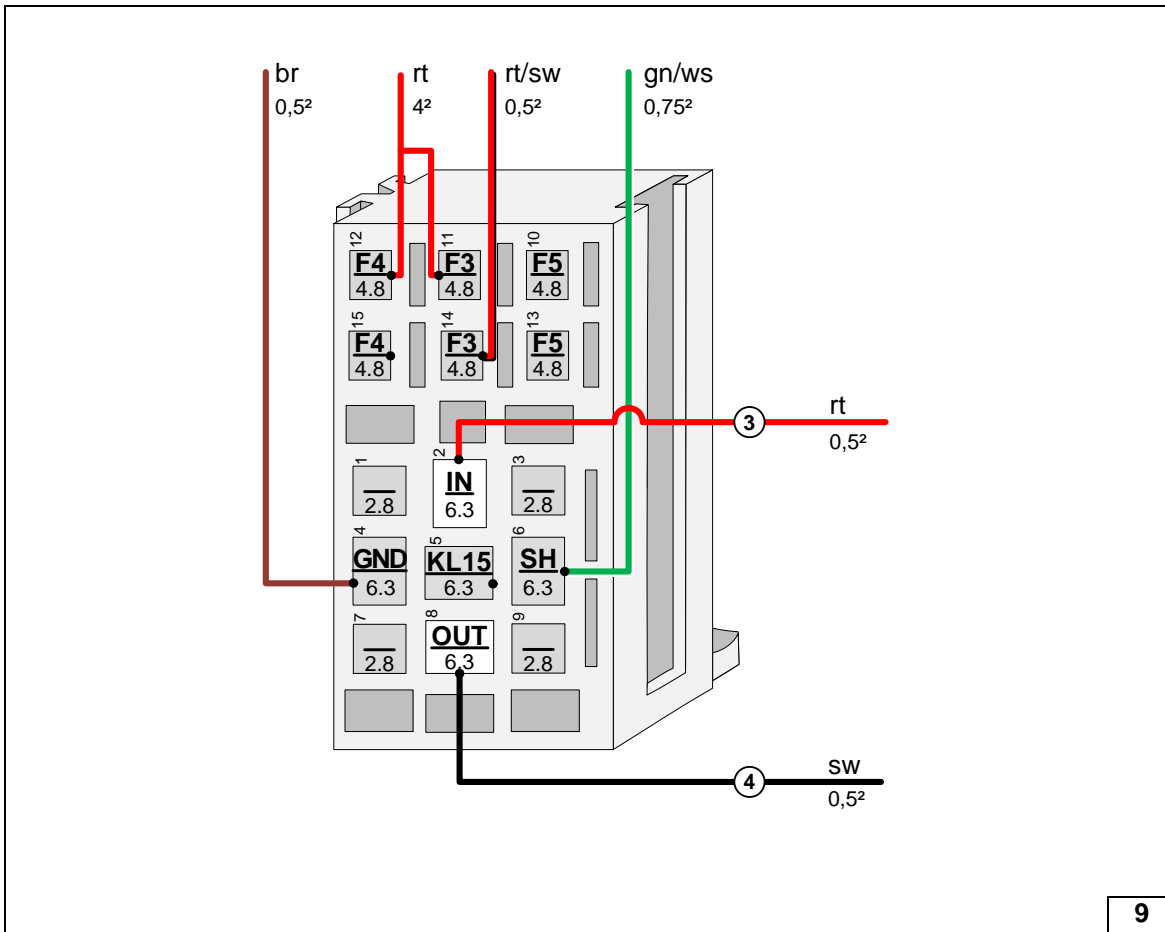 br rt rt/sw gn/ws
0,5² 4² 0,5² 0,75²
12 11 10
F4 F3 F5
4.8 4.8 4.8
15 14 13
F4 F3 F5
4.8 4.8 4.8
3 rt
0,5²
1 2 3
IN
2.8 6.3 2.8
4 5 6
GND KL15 SH
6.3 6.3 6.3
7 8 9
OUT
2.8 6.3 2.8
4 sw
0,5²
9